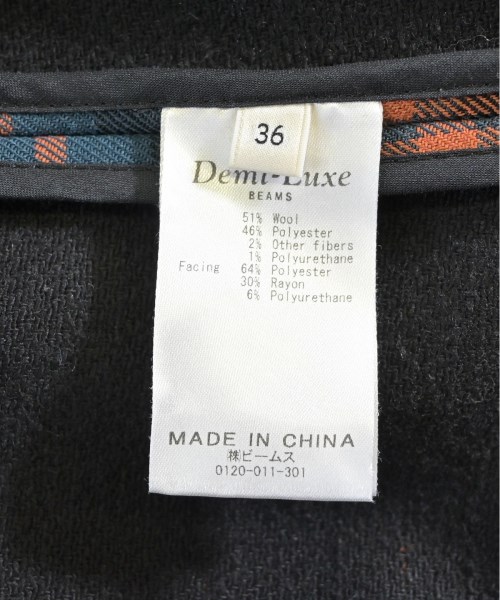 36
Demi-Luxe
BEAMS
51% Wool
46% Polyester
2% Other fibers
1% Polyurethane
Facing 64% Polyester
30% Rayon
6% Polyurethane
MADE IN CHINA
㈱ビームス
0120-011-301